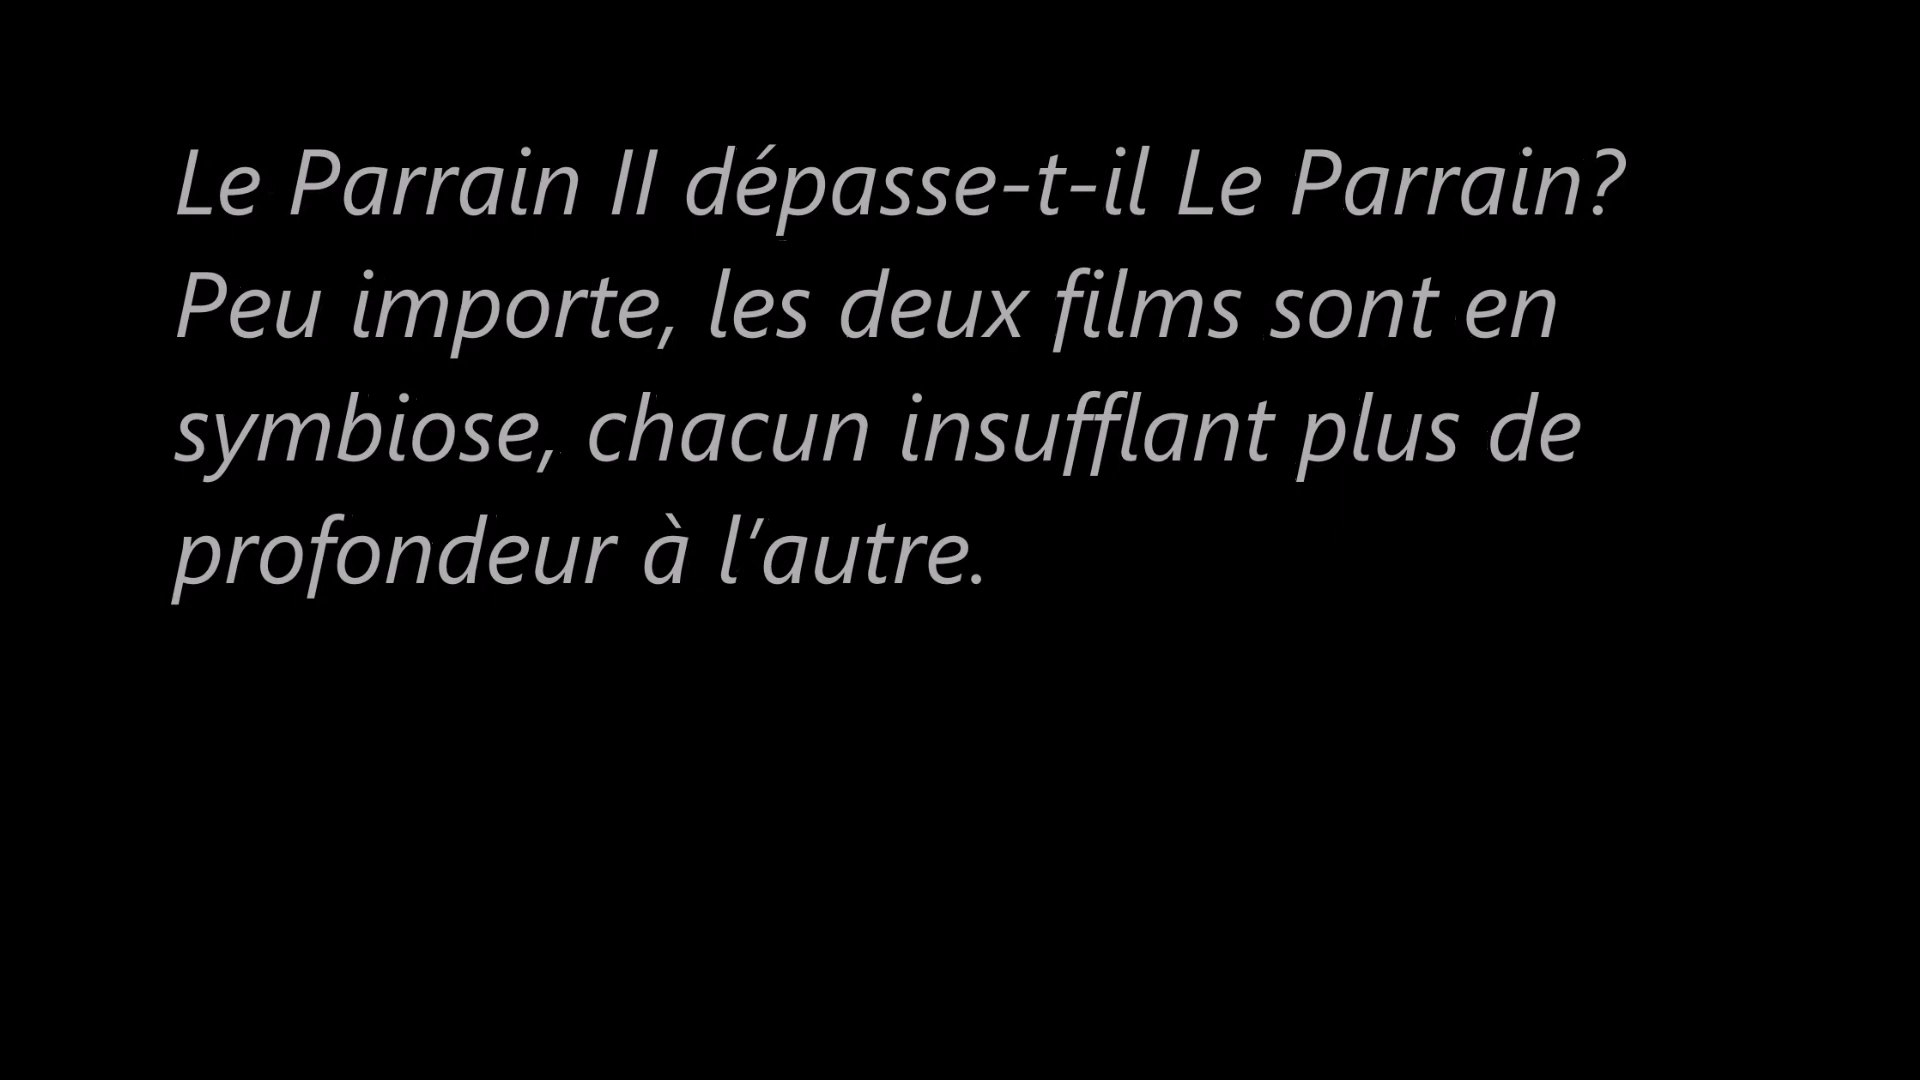 Le Parrain II dépasse-t-il Le Parrain?
Peu importe, les deux films sont en
symbiose, chacun insufflant plus de
profondeur à l'autre.